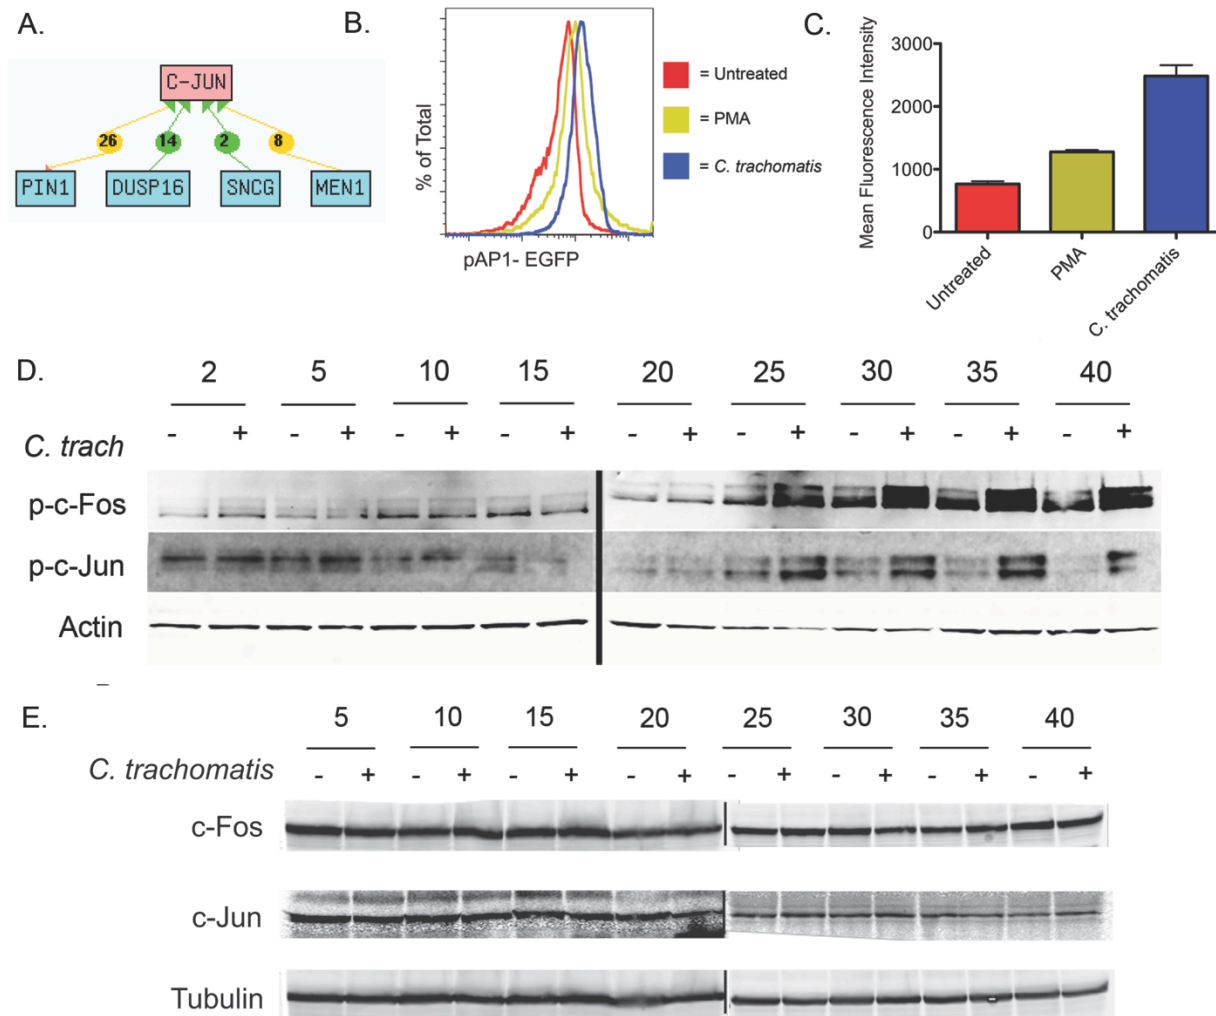 A.
C-JUN
26 14 2 8
PIN1 DUSP16 SNCG MEN1
B.
% of Total
pAP1- EGFP
= Untreated
= PMA
= C. trachomatis
C.
Mean Fluorescence Intensity
3000
2000
1000
0
Untreated
PMA
C. trachomatis
D.
2 5 10 15 20 25 30 35 40
C. trach - + - + - + - + - + - + - + - + - +
p-c-Fos
p-c-Jun
Actin
E.
5 10 15 20 25 30 35 40
C. trachomatis - + - + - + - + - + - + - + - +
c-Fos
c-Jun
Tubulin